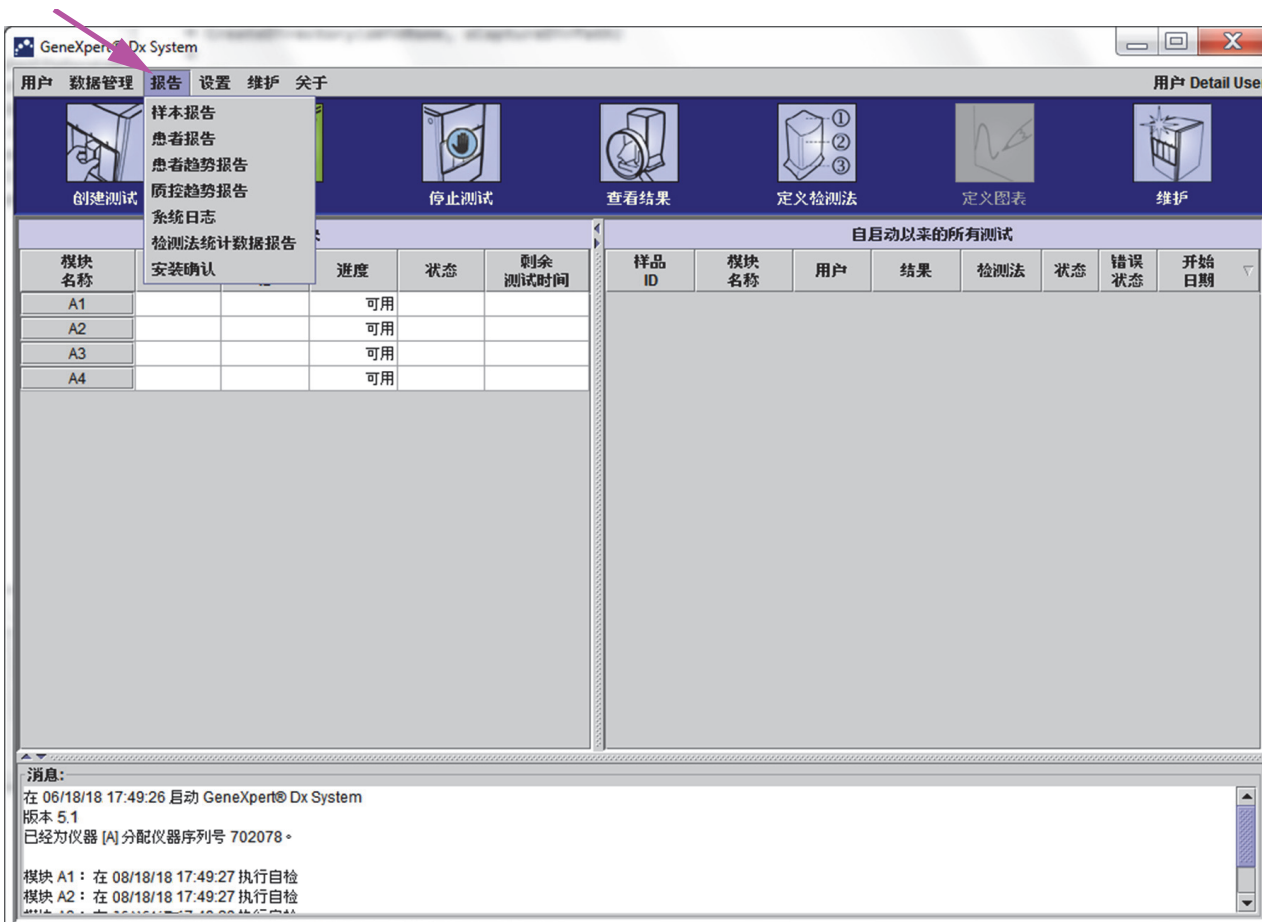 GeneXpert® Dx System
用户 数据管理 报告 设置 维护 关于
用户 Detail Use
样本报告
患者报告
患者趋势报告
质控趋势报告
系统日志
检测法统计数据报告
安装确认
创建测试
停止测试
查看结果
定义检测法
①
②
③
定义图表
维护
自启动以来的所有测试
模块
名称
进度
状态
剩余
测试时间
A1 可用
A2 可用
A3 可用
A4 可用
样品
ID
模块
名称
用户
结果
检测法
状态
错误
状态
开始
日期
消息:
在 06/18/18 17:49:26 启动 GeneXpert® Dx System
版本 5.1
已经为仪器 [A] 分配仪器序列号 702078。
模块 A1：在 08/18/18 17:49:27 执行自检
模块 A2：在 08/18/18 17:49:27 执行自检